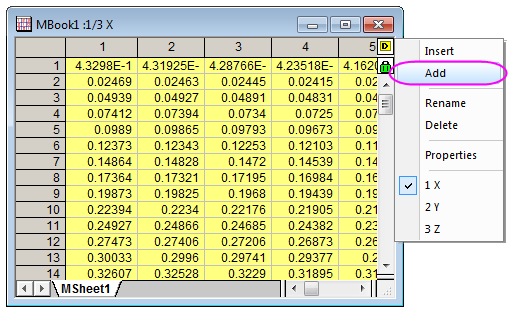 MBook1 :1/3 X
1 2 3 4 5 D
1 4.3298E-1 4.31925E- 4.28766E- 4.23518E- 4.1620
2 0.02469 0.02463 0.02445 0.02415 0.02
3 0.04939 0.04927 0.04891 0.04831 0.04
4 0.07412 0.07394 0.0734 0.0725 0.07
5 0.0989 0.09865 0.09793 0.09673 0.09
6 0.12373 0.12343 0.12253 0.12103 0.11
7 0.14864 0.14828 0.1472 0.14539 0.14
8 0.17364 0.17321 0.17195 0.16984 0.16
9 0.19873 0.19825 0.1968 0.19439 0.19
10 0.22394 0.2234 0.22176 0.21905 0.21
11 0.24927 0.24866 0.24685 0.24382 0.23
12 0.27473 0.27406 0.27206 0.26873 0.26
13 0.30033 0.2996 0.29741 0.29377 0.2
14 0.32607 0.32528 0.3229 0.31895 0.31
MSheet1
Insert
Add
Rename
Delete
Properties
1 X
2 Y
3 Z